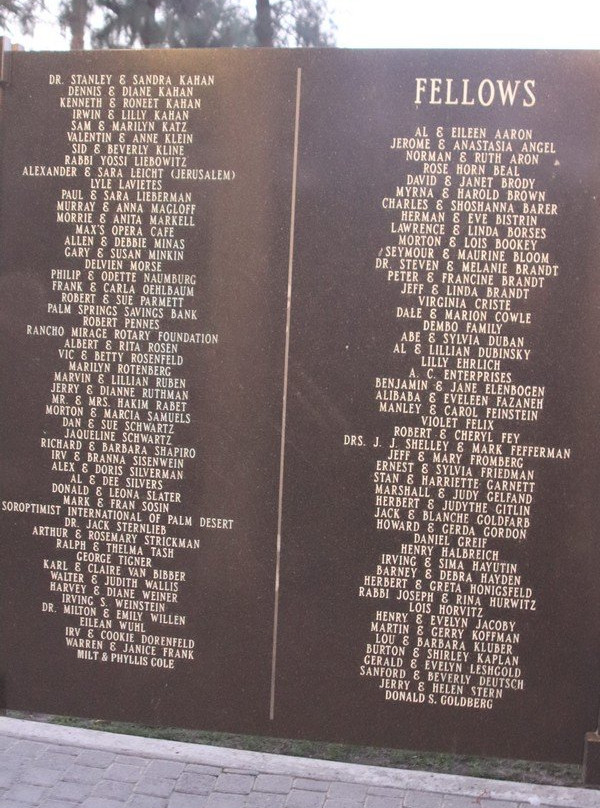 DR. STANLEY & SANDRA KAHAN
DENNIS & DIANE KAHAN
KENNETH & RONEET KAHAN
IRWIN & LILLY KAHAN
SAM & MARILYN KATZ
VALENTIN & ANNE KLEIN
SID & BEVERLY KLINE
RABBI YOSSI LIEBOWITZ
ALEXANDER & SARA LEICHT (JERUSALEM)
LYLE LAVIETES
PAUL & SARA LIEBERMAN
MURRAY & ANNA MAGLOFF
MORRIE & ANITA MARKELL
MAX'S OPERA CAFE
ALLEN & DEBBIE MINAS
GARY & SUSAN MINKIN
DELVIEN MORSE
PHILIP & ODETTE NAUMBURG
FRANK & CARLA OEHLBAUM
ROBERT & SUE PARMETT
PALM SPRINGS SAVINGS BANK
ROBERT PENNES
RANCHO MIRAGE ROTARY FOUNDATION
ALBERT & RITA ROSEN
VIC & BETTY ROSENFELD
MARILYN ROTENBERG
MARVIN & LILLIAN RUBEN
JERRY & DIANNE RUTHMAN
MR. & MRS. HAKIM RABET
MORTON & MARCIA SAMUELS
DAN & SUE SCHWARTZ
JAQUELINE SCHWARTZ
RICHARD & BARBARA SHAPIRO
IRV & BRANNA SISENWEIN
ALEX & DORIS SILVERMAN
AL & DEE SILVERS
DONALD & LEONA SLATER
MARK & FRAN SOSIN
SOROPTIMIST INTERNATIONAL OF PALM DESERT
DR. JACK STERNLIEB
ARTHUR & ROSEMARY STRICKMAN
RALPH & THELMA TASH
GEORGE TIGNER
KARL & CLAIRE VAN BIBBER
WALTER & JUDITH WALLIS
HARVEY & DIANE WEINER
IRVING S. WEINSTEIN
DR. MILTON & EMILY WILLEN
EILEAN WUHL
IRV & COOKIE DORENFELD
WARREN & JANICE FRANK
MILT & PHYLLIS COLE
FELLOWS
AL & EILEEN AARON
JEROME & ANASTASIA ANGEL
NORMAN & RUTH ARON
ROSE HORN BEAL
DAVID & JANET BRODY
MYRNA & HAROLD BROWN
CHARLES & SHOSHANNA BARER
HERMAN & EVE BISTRIN
LAWRENCE & LINDA BORSES
MORTON & LOIS BOOKEY
SEYMOUR & MAURINE BLOOM
DR. STEVEN & MELANIE BRANDT
PETER & FRANCINE BRANDT
JEFF & LINDA BRANDT
VIRGINIA CRISTE
DALE & MARION COWLE
DEMBO FAMILY
ABE & SYLVIA DUBAN
AL & LILLIAN DUBINSKY
LILLY EHRLICH
A. C. ENTERPRISES
BENJAMIN & JANE ELENBOGEN
ALIBABA & EVELEEN FAZANEH
MANLEY & CAROL FEINSTEIN
VIOLET FELIX
ROBERT & CHERYL FEY
DRS. J. J. SHELLEY & MARK FEFFERMAN
JEFF & MARY FROMBERG
ERNEST & SYLVIA FRIEDMAN
STAN & HARRIETTE GARNETT
MARSHALL & JUDY GELFAND
HERBERT & JUDYTHE GITLIN
JACK & BLANCHE GOLDFARB
HOWARD & GERDA GORDON
DANIEL GREIF
HENRY HALBREICH
IRVING & SIMA HAYUTIN
BARNEY & DEBRA HAYDEN
HERBERT & GRETA HONIGSFELD
RABBI JOSEPH & RINA HURWITZ
LOIS HORVITZ
HENRY & EVELYN JACOBY
MARTIN & GERRY KOFFMAN
LOU & BARBARA KLUBER
BURTON & SHIRLEY KAPLAN
GERALD & EVELYN LESHGOLD
SANFORD & BEVERLY DEUTSCH
JERRY & HELEN STERN
DONALD S. GOLDBERG